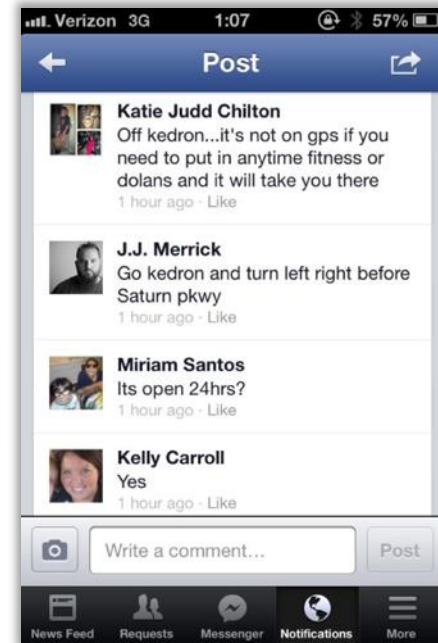 Verizon 3G 1:07 57%
Post
Katie Judd Chilton
Off kedron...it's not on gps if you
need to put in anytime fitness or
dolans and it will take you there
1 hour ago · Like
J.J. Merrick
Go kedron and turn left right before
Saturn pkwy
1 hour ago · Like
Miriam Santos
Its open 24hrs?
1 hour ago · Like
Kelly Carroll
Yes
1 hour ago · Like
Write a comment... Post
News Feed Requests Messenger Notifications More